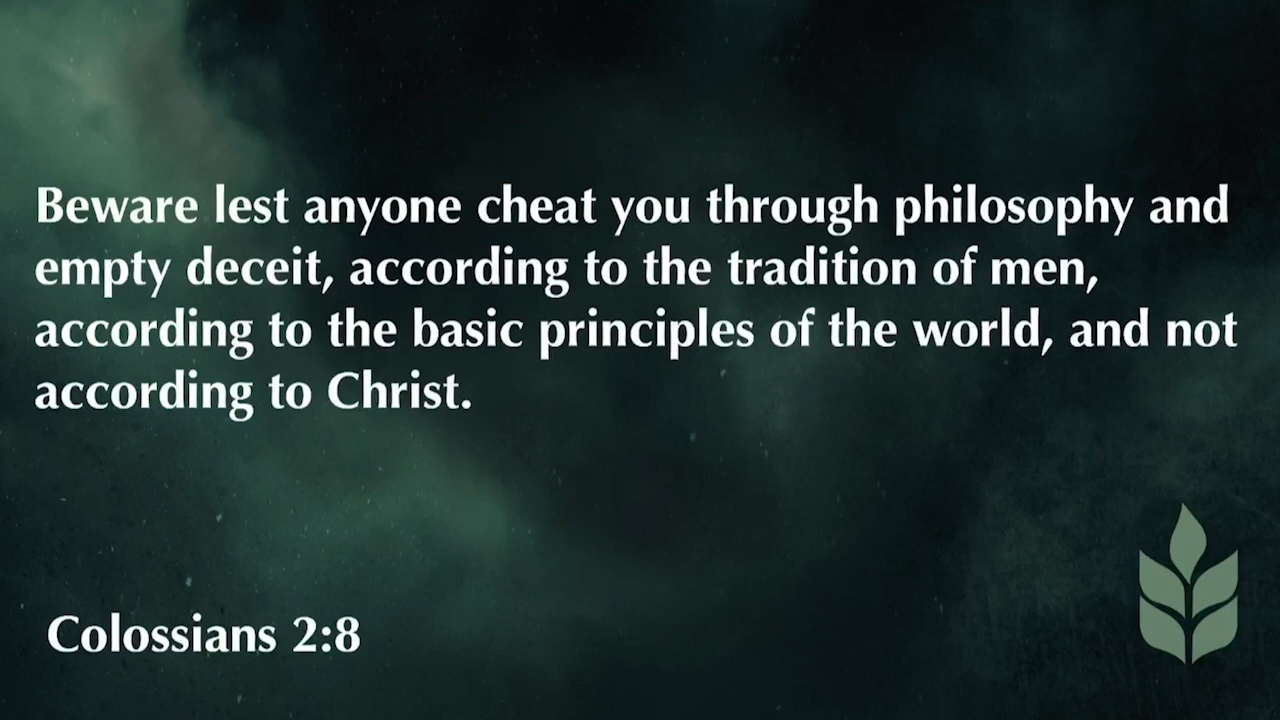 Beware lest anyone cheat you through philosophy and
empty deceit, according to the tradition of men,
according to the basic principles of the world, and not
according to Christ.
Colossians 2:8